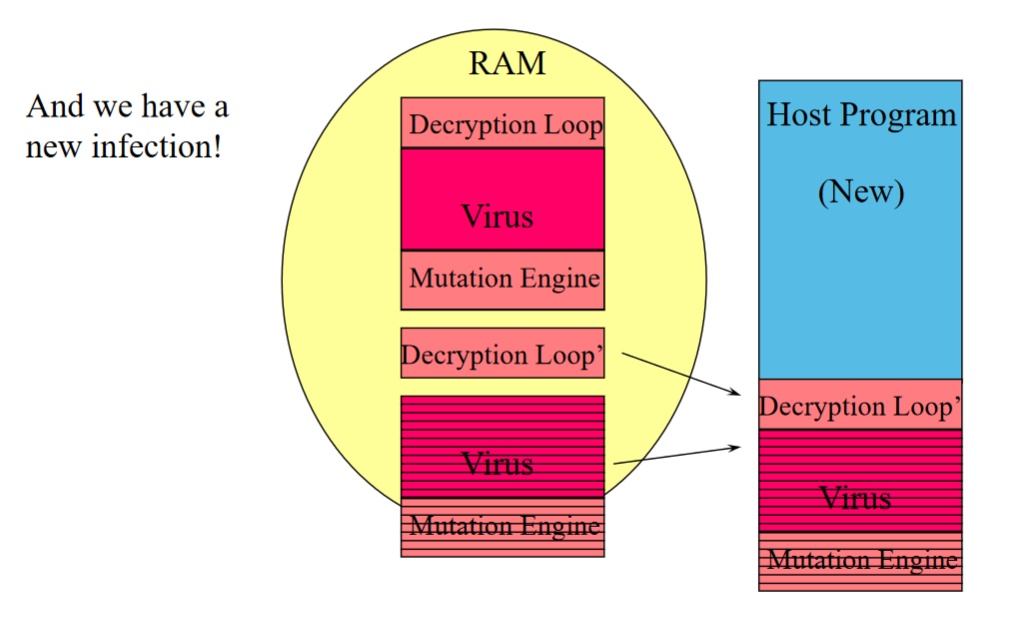 And we have a
new infection!
RAM
Decryption Loop
Virus
Mutation Engine
Decryption Loop’
Virus
Mutation Engine
Host Program
(New)
Decryption Loop’
Virus
Mutation Engine